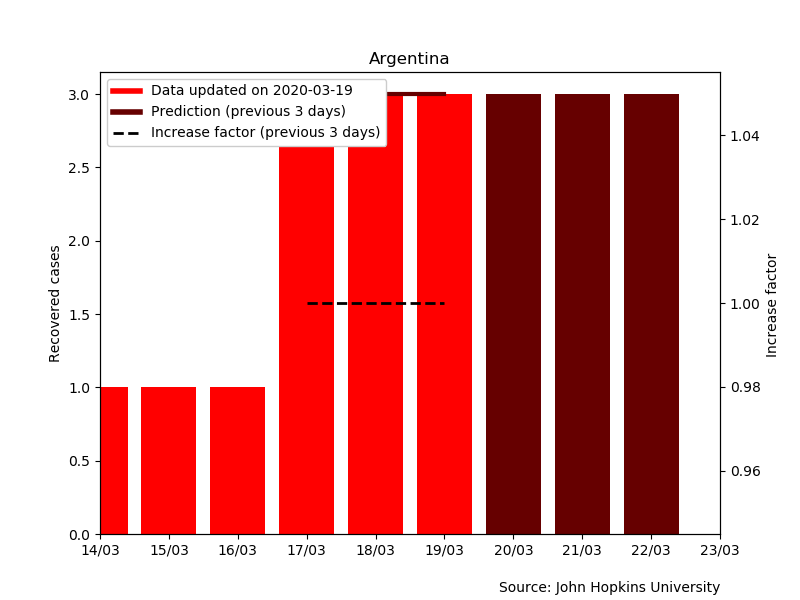 Argentina
Data updated on 2020-03-19
Prediction (previous 3 days)
Increase factor (previous 3 days)
Recovered cases
3.0
2.5
2.0
1.5
1.0
0.5
0.0
1.04
1.02
1.00
0.98
0.96
Increase factor
14/03 15/03 16/03 17/03 18/03 19/03 20/03 21/03 22/03 23/03
Source: John Hopkins University